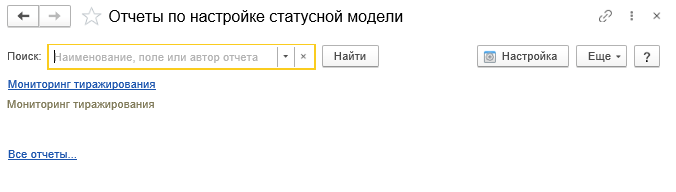 Отчеты по настройке статусной модели
Поиск: Наименование, поле или автор отчета Найти Настройка Еще ?
Мониторинг тиражирования
Мониторинг тиражирования
Все отчеты...